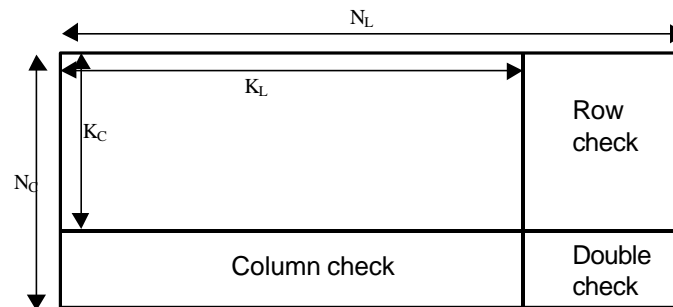 N_L
K_L
K_C
N_C
Row
check
Column check
Double
check